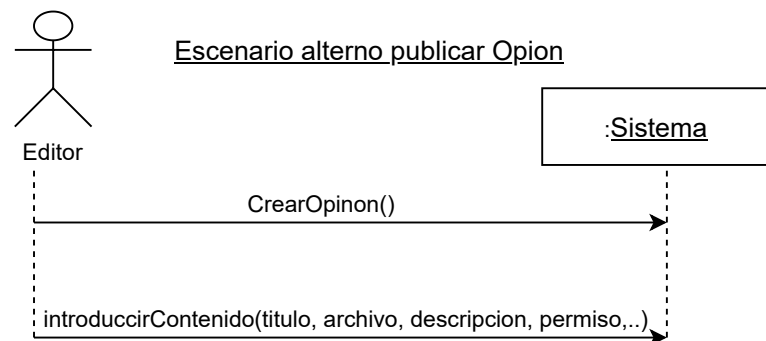 Escenario alterno publicar Opion
:Sistema
Editor
CrearOpinon()
introduccirContenido(titulo, archivo, descripcion, permiso,..)